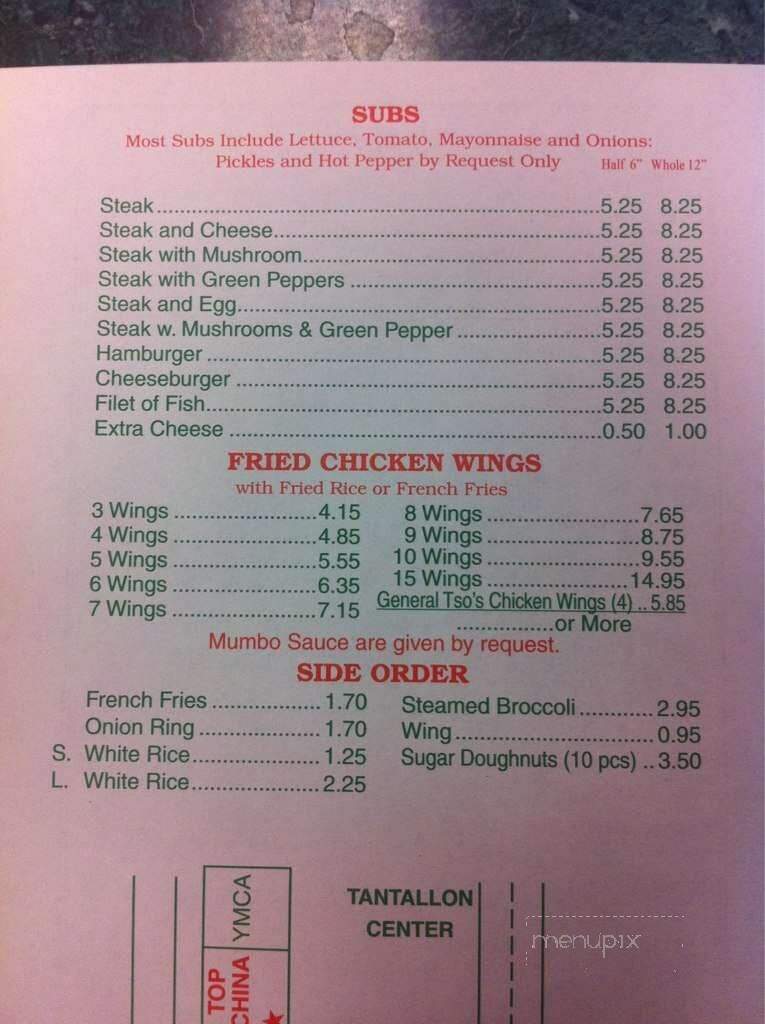 SUBS
Most Subs Include Lettuce, Tomato, Mayonnaise and Onions:
Pickles and Hot Pepper by Request Only Half 6" Whole 12"
Steak 5.25 8.25
Steak and Cheese 5.25 8.25
Steak with Mushroom 5.25 8.25
Steak with Green Peppers 5.25 8.25
Steak and Egg 5.25 8.25
Steak w. Mushrooms & Green Pepper 5.25 8.25
Hamburger 5.25 8.25
Cheeseburger 5.25 8.25
Filet of Fish 5.25 8.25
Extra Cheese 0.50 1.00
FRIED CHICKEN WINGS
with Fried Rice or French Fries
3 Wings 4.15
4 Wings 4.85
5 Wings 5.55
6 Wings 6.35
7 Wings 7.15
8 Wings 7.65
9 Wings 8.75
10 Wings 9.55
15 Wings 14.95
General Tso's Chicken Wings (4) .. 5.85
or More
Mumbo Sauce are given by request.
SIDE ORDER
French Fries 1.70
Onion Ring 1.70
S. White Rice 1.25
L. White Rice 2.25
Steamed Broccoli 2.95
Wing 0.95
Sugar Doughnuts (10 pcs) .. 3.50
YMCA
TOP
CHINA
TANTALLON
CENTER
menupix